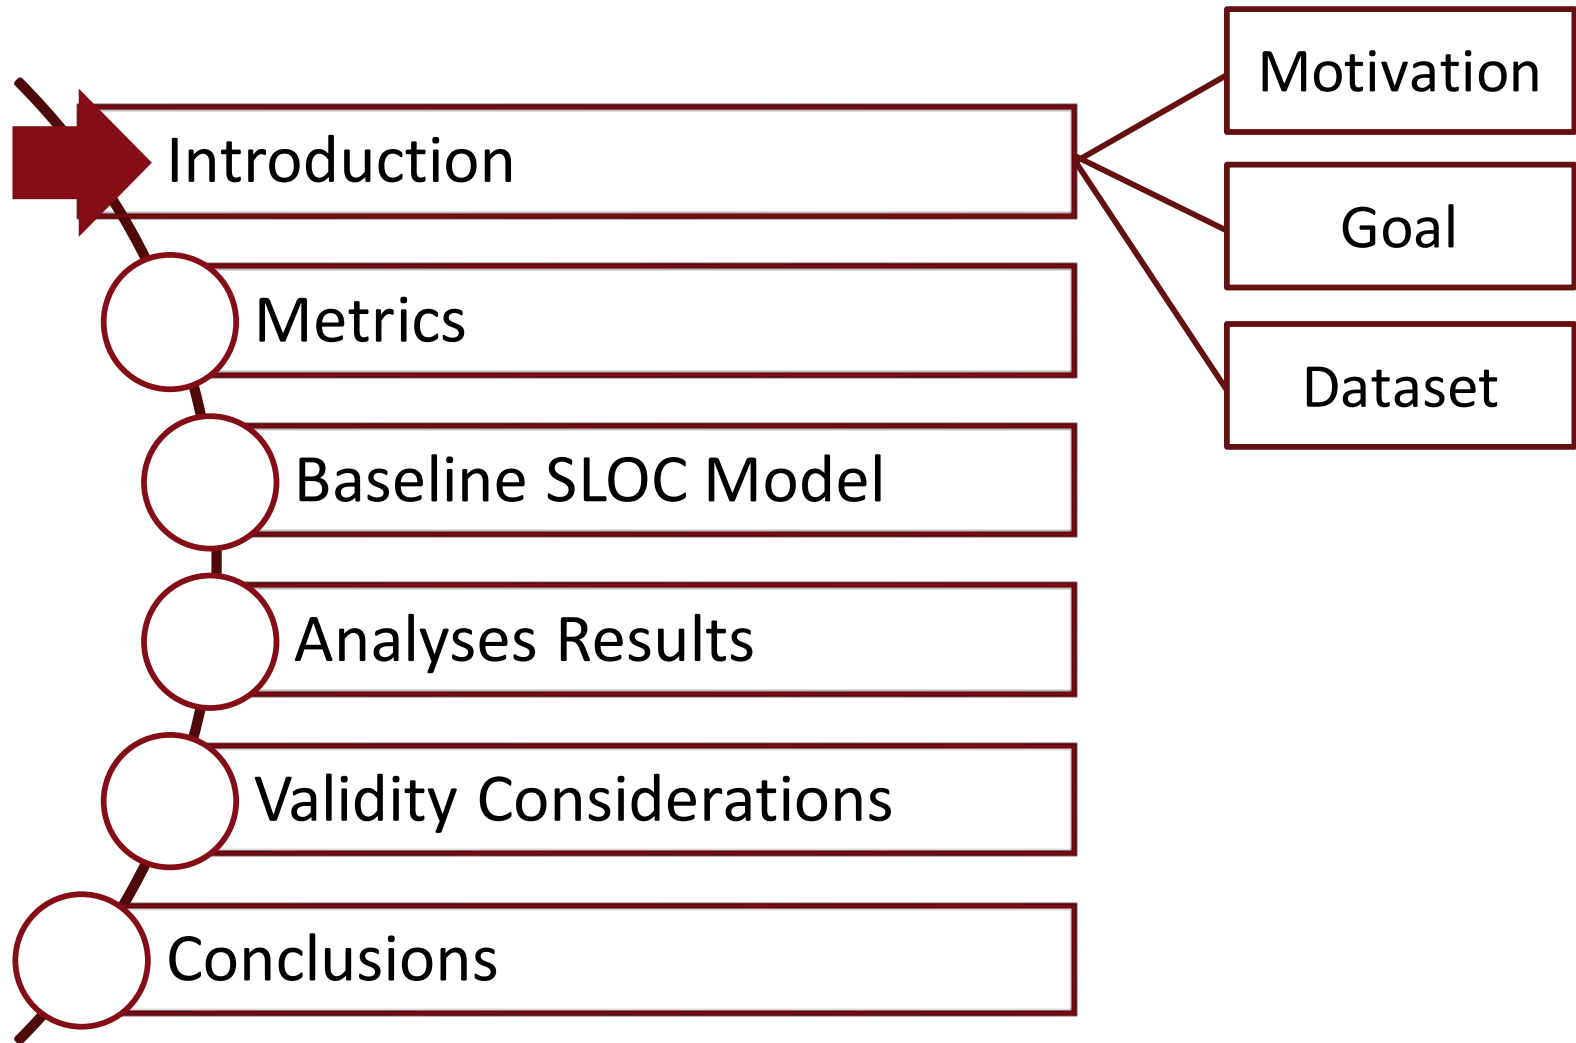 Introduction
Motivation
Goal
Dataset
Metrics
Baseline SLOC Model
Analyses Results
Validity Considerations
Conclusions